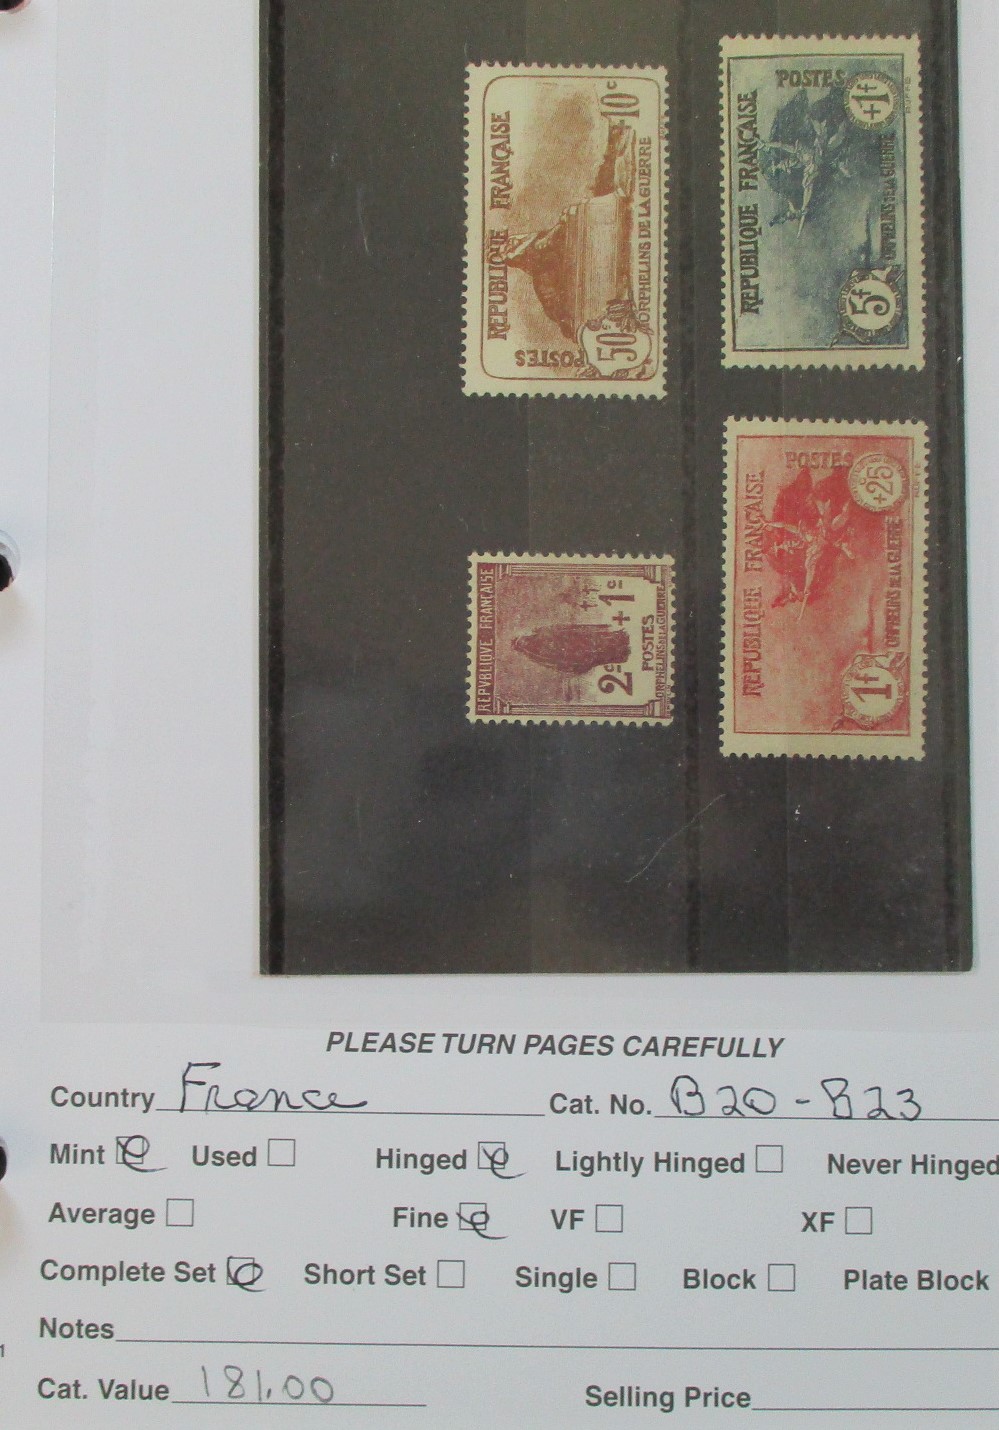 REPUBLIQUE FRANÇAISE
+10c
ORPHELINS DE LA GUERRE
50c
POSTES
POSTES
+1f
REPUBLIQUE FRANÇAISE
ORPHELINS DE LA GUERRE
5f
POSTES
+25c
REPUBLIQUE FRANÇAISE
ORPHELINS DE LA GUERRE
1f
REPVBLIQUE FRANÇAISE
2c +1c
POSTES
ORPHELINS DE LA GUERRE
PLEASE TURN PAGES CAREFULLY
Country France Cat. No. B20-B23
Mint Used Hinged Lightly Hinged Never Hinged
Average Fine VF XF
Complete Set Short Set Single Block Plate Block
Notes
1
Cat. Value 181.00 Selling Price